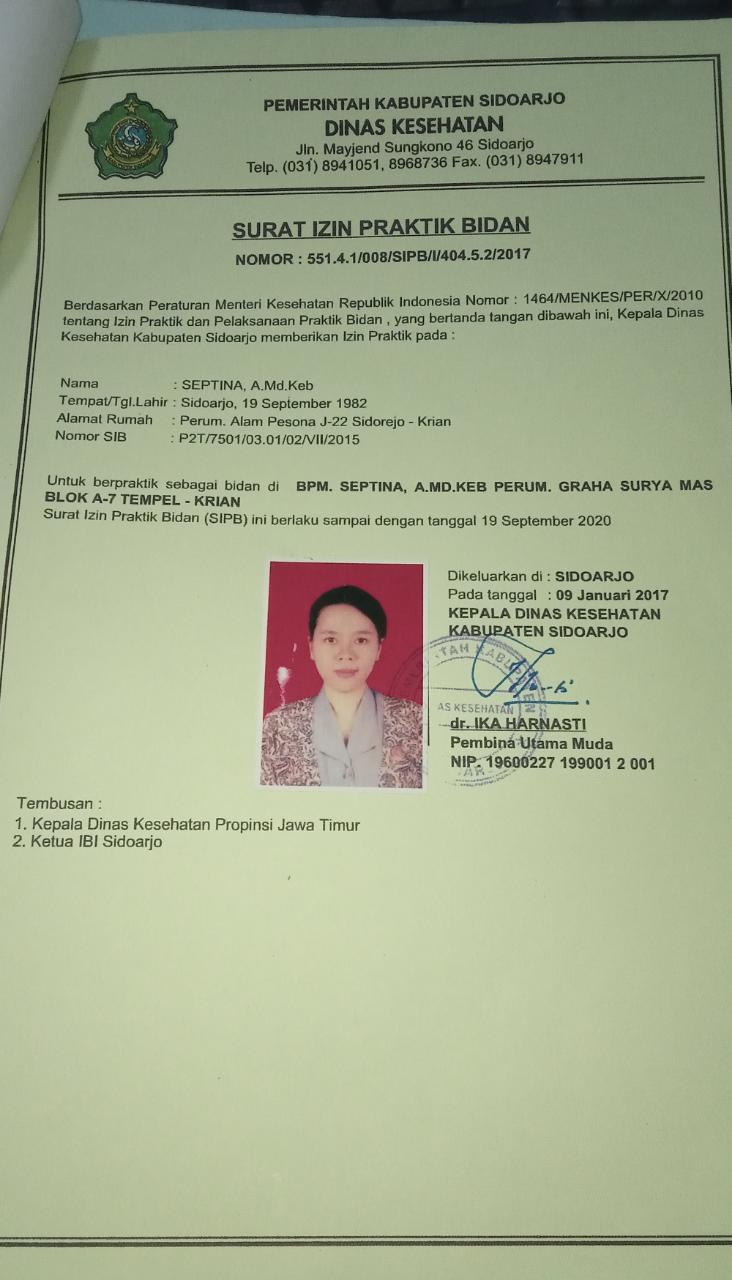 PEMERINTAH KABUPATEN SIDOARJO
DINAS KESEHATAN
Jln. Mayjend Sungkono 46 Sidoarjo
Telp. (031) 8941051, 8968736 Fax. (031) 8947911
SURAT IZIN PRAKTIK BIDAN
NOMOR : 551.4.1/008/SIPB/I/404.5.2/2017
Berdasarkan Peraturan Menteri Kesehatan Republik Indonesia Nomor : 1464/MENKES/PER/X/2010
tentang Izin Praktik dan Pelaksanaan Praktik Bidan , yang bertanda tangan dibawah ini, Kepala Dinas
Kesehatan Kabupaten Sidoarjo memberikan Izin Praktik pada :
Nama : SEPTINA, A.Md.Keb
Tempat/Tgl.Lahir : Sidoarjo, 19 September 1982
Alamat Rumah : Perum. Alam Pesona J-22 Sidorejo - Krian
Nomor SIB : P2T/7501/03.01/02/VII/2015
Untuk berpraktik sebagai bidan di BPM. SEPTINA, A.MD.KEB PERUM. GRAHA SURYA MAS
BLOK A-7 TEMPEL - KRIAN
Surat Izin Praktik Bidan (SIPB) ini berlaku sampai dengan tanggal 19 September 2020
Dikeluarkan di : SIDOARJO
Pada tanggal : 09 Januari 2017
KEPALA DINAS KESEHATAN
KABUPATEN SIDOARJO
AS KESEHATAN
dr. IKA HARNASTI
Pembina Utama Muda
NIP. 19600227 199001 2 001
Tembusan :
1. Kepala Dinas Kesehatan Propinsi Jawa Timur
2. Ketua IBI Sidoarjo